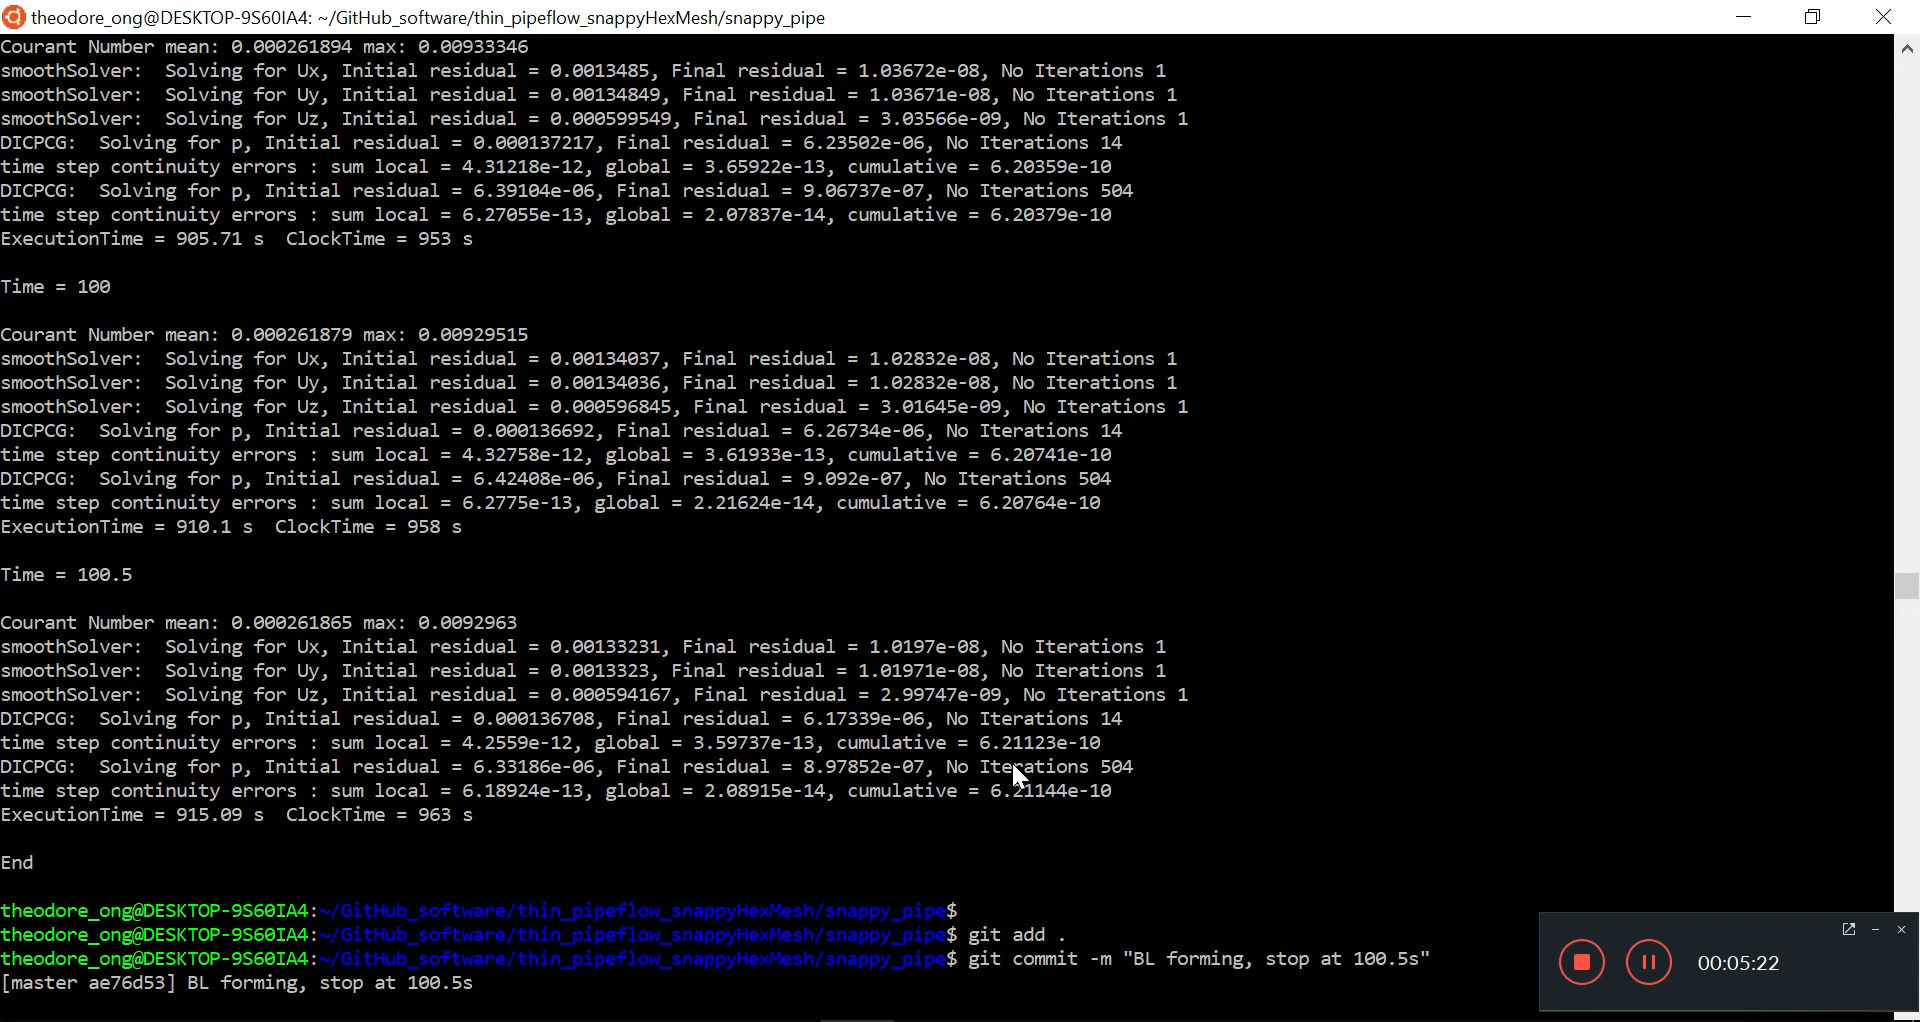 theodore_ong@DESKTOP-9S60IA4: ~/GitHub_software/thin_pipeflow_snappyHexMesh/snappy_pipe
Courant Number mean: 0.000261894 max: 0.00933346
smoothSolver:  Solving for Ux, Initial residual = 0.0013485, Final residual = 1.03672e-08, No Iterations 1
smoothSolver:  Solving for Uy, Initial residual = 0.00134849, Final residual = 1.03671e-08, No Iterations 1
smoothSolver:  Solving for Uz, Initial residual = 0.000599549, Final residual = 3.03566e-09, No Iterations 1
DICPCG:  Solving for p, Initial residual = 0.000137217, Final residual = 6.23502e-06, No Iterations 14
time step continuity errors : sum local = 4.31218e-12, global = 3.65922e-13, cumulative = 6.20359e-10
DICPCG:  Solving for p, Initial residual = 6.39104e-06, Final residual = 9.06737e-07, No Iterations 504
time step continuity errors : sum local = 6.27055e-13, global = 2.07837e-14, cumulative = 6.20379e-10
ExecutionTime = 905.71 s  ClockTime = 953 s
Time = 100
Courant Number mean: 0.000261879 max: 0.00929515
smoothSolver:  Solving for Ux, Initial residual = 0.00134037, Final residual = 1.02832e-08, No Iterations 1
smoothSolver:  Solving for Uy, Initial residual = 0.00134036, Final residual = 1.02832e-08, No Iterations 1
smoothSolver:  Solving for Uz, Initial residual = 0.000596845, Final residual = 3.01645e-09, No Iterations 1
DICPCG:  Solving for p, Initial residual = 0.000136692, Final residual = 6.26734e-06, No Iterations 14
time step continuity errors : sum local = 4.32758e-12, global = 3.61933e-13, cumulative = 6.20741e-10
DICPCG:  Solving for p, Initial residual = 6.42408e-06, Final residual = 9.092e-07, No Iterations 504
time step continuity errors : sum local = 6.2775e-13, global = 2.21624e-14, cumulative = 6.20764e-10
ExecutionTime = 910.1 s  ClockTime = 958 s
Time = 100.5
Courant Number mean: 0.000261865 max: 0.0092963
smoothSolver:  Solving for Ux, Initial residual = 0.00133231, Final residual = 1.0197e-08, No Iterations 1
smoothSolver:  Solving for Uy, Initial residual = 0.0013323, Final residual = 1.01971e-08, No Iterations 1
smoothSolver:  Solving for Uz, Initial residual = 0.000594167, Final residual = 2.99747e-09, No Iterations 1
DICPCG:  Solving for p, Initial residual = 0.000136708, Final residual = 6.17339e-06, No Iterations 14
time step continuity errors : sum local = 4.2559e-12, global = 3.59737e-13, cumulative = 6.21123e-10
DICPCG:  Solving for p, Initial residual = 6.33186e-06, Final residual = 8.97852e-07, No Iterations 504
time step continuity errors : sum local = 6.18924e-13, global = 2.08915e-14, cumulative = 6.21144e-10
ExecutionTime = 915.09 s  ClockTime = 963 s
End
theodore_ong@DESKTOP-9S60IA4:~/GitHub_software/thin_pipeflow_snappyHexMesh/snappy_pipe$
theodore_ong@DESKTOP-9S60IA4:~/GitHub_software/thin_pipeflow_snappyHexMesh/snappy_pipe$ git add .
theodore_ong@DESKTOP-9S60IA4:~/GitHub_software/thin_pipeflow_snappyHexMesh/snappy_pipe$ git commit -m "BL forming, stop at 100.5s"
[master ae76d53] BL forming, stop at 100.5s
00:05:22